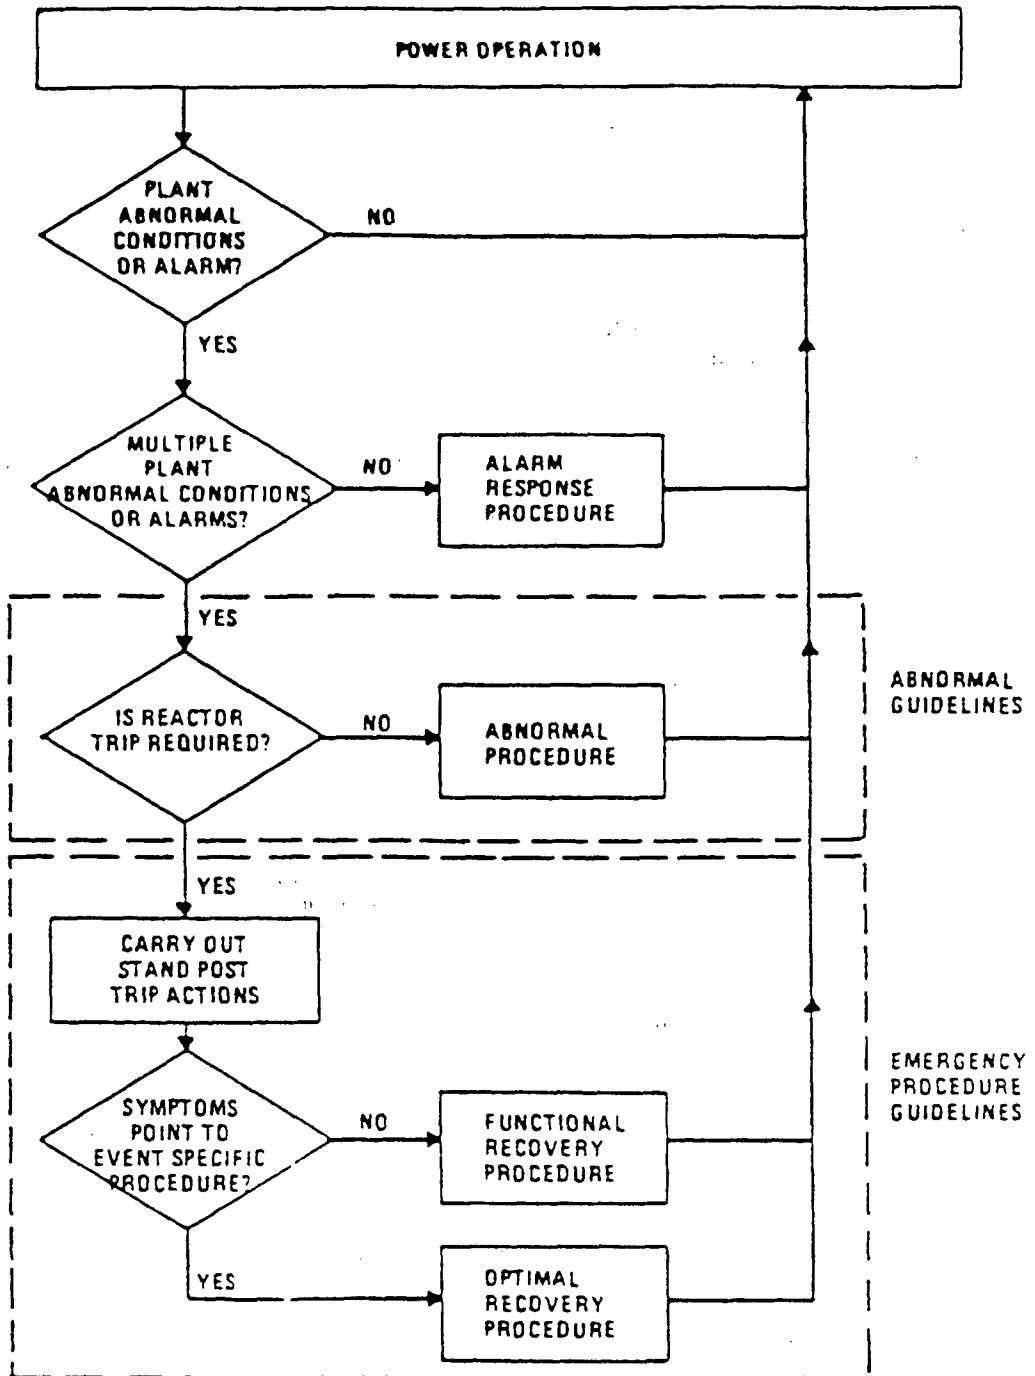 POWER OPERATION
PLANT
ABNORMAL
CONDITIONS
OR ALARM?
NO
YES
MULTIPLE
PLANT
ABNORMAL CONDITIONS
OR ALARMS?
NO
ALARM
RESPONSE
PROCEDURE
YES
IS REACTOR
TRIP REQUIRED?
NO
ABNORMAL
PROCEDURE
ABNORMAL
GUIDELINES
YES
CARRY OUT
STAND POST
TRIP ACTIONS
SYMPTOMS
POINT TO
EVENT SPECIFIC
PROCEDURE?
NO
FUNCTIONAL
RECOVERY
PROCEDURE
EMERGENCY
PROCEDURE
GUIDELINES
YES
OPTIMAL
RECOVERY
PROCEDURE